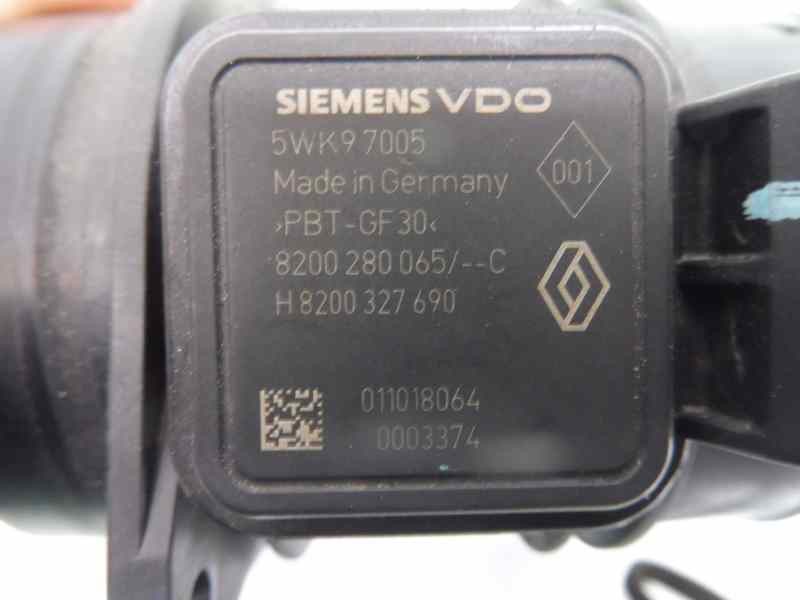 SIEMENS VDO
5WK9 7005
001
Made in Germany
›PBT-GF30‹
8200 280 065/--C
H 8200 327 690
011018064
0003374